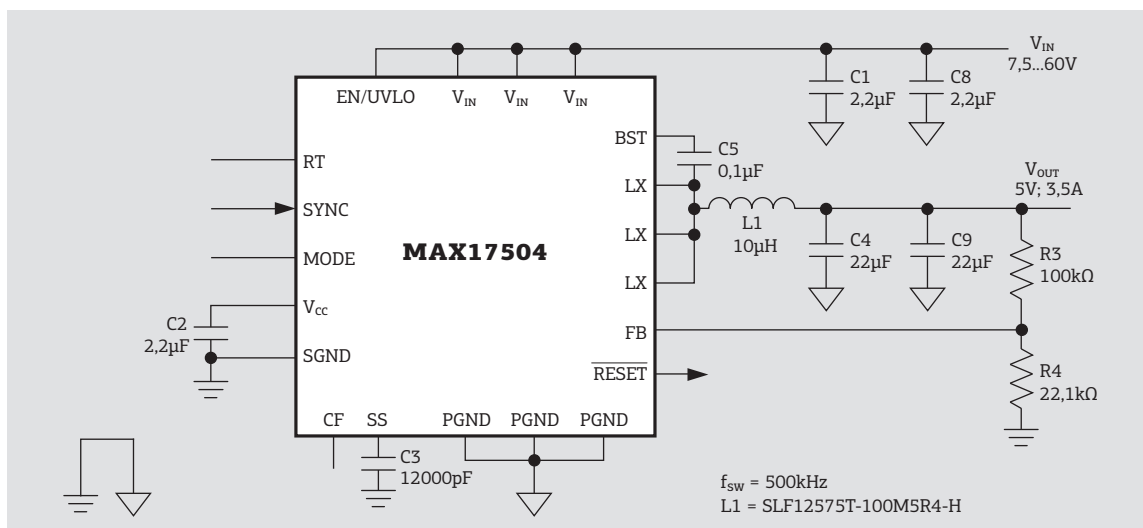 V_IN
7,5...60V
EN/UVLO
V_IN
V_IN
V_IN
C1
2,2µF
C8
2,2µF
BST
C5
0,1µF
RT
LX
V_OUT
5V; 3,5A
SYNC
L1
10µH
MAX17504
LX
C4
22µF
C9
22µF
R3
100kΩ
MODE
LX
V_CC
C2
2,2µF
FB
SGND
RESET
R4
22,1kΩ
CF
SS
PGND
PGND
PGND
C3
12000pF
f_SW = 500kHz
L1 = SLF12575T-100M5R4-H